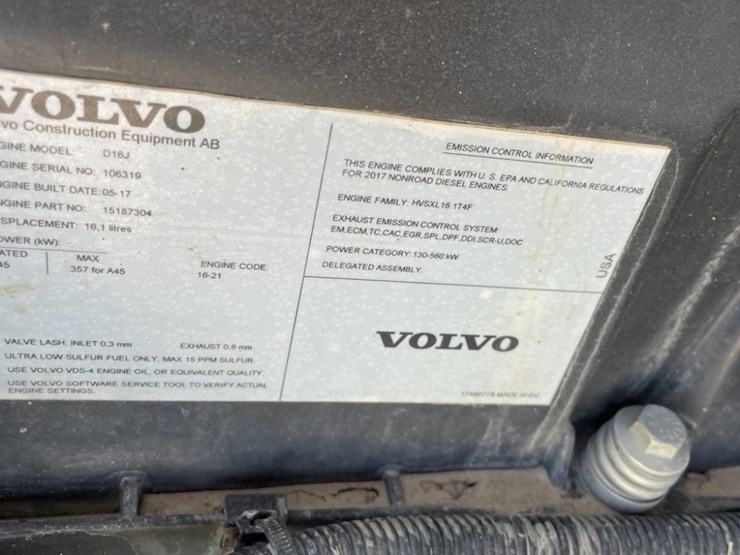 VOLVO
vo Construction Equipment AB
GINE MODEL: D16J
GINE SERIAL NO: 106319
GINE BUILT DATE: 05-17
GINE PART NO: 15187304
SPLACEMENT: 16,1 litres
OWER (kW):
ATED MAX ENGINE CODE
45 357 for A45 16-21
VALVE LASH: INLET 0,3 mm EXHAUST 0,6 mm
ULTRA LOW SULFUR FUEL ONLY, MAX 15 PPM SULFUR.
USE VOLVO VDS-4 ENGINE OIL, OR EQUIVALENT QUALITY
USE VOLVO SOFTWARE SERVICE TOOL TO VERIFY ACTUAL
ENGINE SETTINGS.
EMISSION CONTROL INFORMATION
THIS ENGINE COMPLIES WITH U. S. EPA AND CALIFORNIA REGULATIONS
FOR 2017 NONROAD DIESEL ENGINES.
ENGINE FAMILY: HVSXL16.1T4F
EXHAUST EMISSION CONTROL SYSTEM
EM,ECM,TC,CAC,EGR,SPL,DPF,DDI,SCR-U,DOC
POWER CATEGORY: 130-560 kW
DELEGATED ASSEMBLY.
USA
VOLVO
MADE IN EU